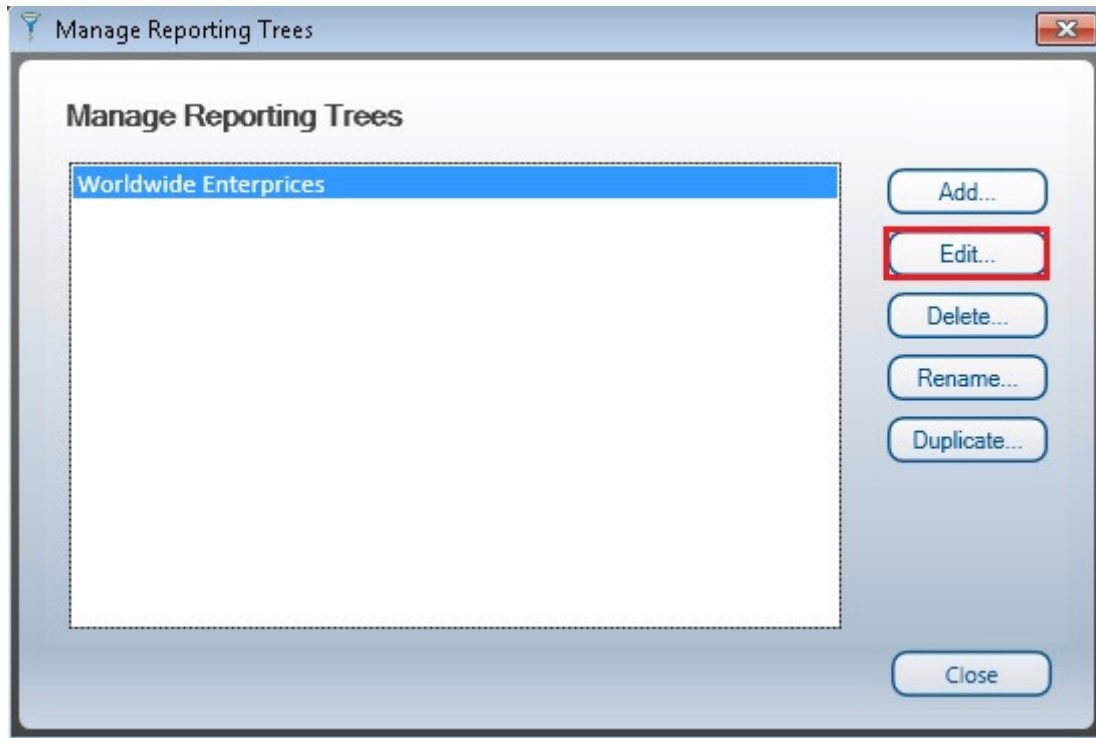 Manage Reporting Trees
Manage Reporting Trees
Worldwide Enterprices
Add...
Edit...
Delete...
Rename...
Duplicate...
Close